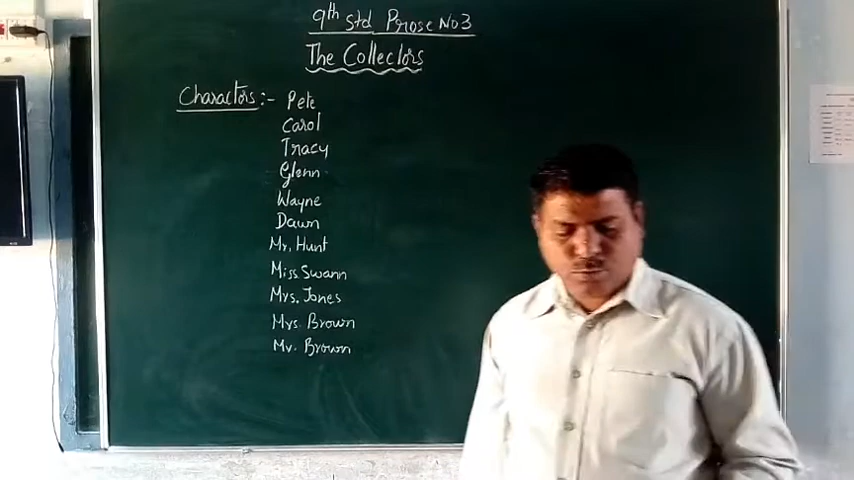 9th Std Prose No3
The Collectors
Charactors:- Pete
Carol
Tracy
Glenn
Wayne
Dawn
Mr. Hunt
Miss Swann
Mrs. Jones
Mrs Brown
Mr. Brown